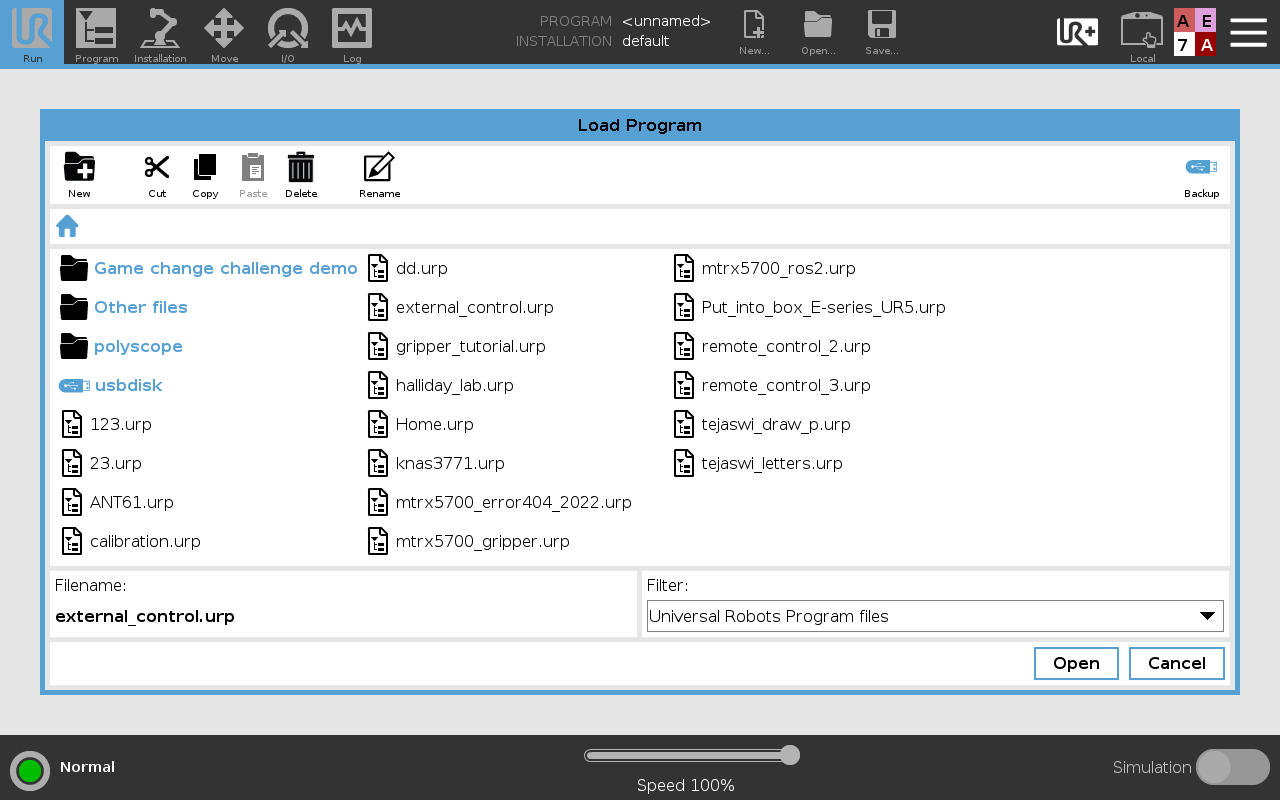 Run
Program
Installation
Move
I/O
Log
PROGRAM <unnamed>
INSTALLATION default
New...
Open...
Save...
UR+
Local
A E
7 A
Load Program
New
Cut
Copy
Paste
Delete
Rename
Backup
Game change challenge demo
Other files
polyscope
usbdisk
123.urp
23.urp
ANT61.urp
calibration.urp
dd.urp
external_control.urp
gripper_tutorial.urp
halliday_lab.urp
Home.urp
knas3771.urp
mtrx5700_error404_2022.urp
mtrx5700_gripper.urp
mtrx5700_ros2.urp
Put_into_box_E-series_UR5.urp
remote_control_2.urp
remote_control_3.urp
tejaswi_draw_p.urp
tejaswi_letters.urp
Filename:
external_control.urp
Filter:
Universal Robots Program files
Open
Cancel
Normal
Speed 100%
Simulation